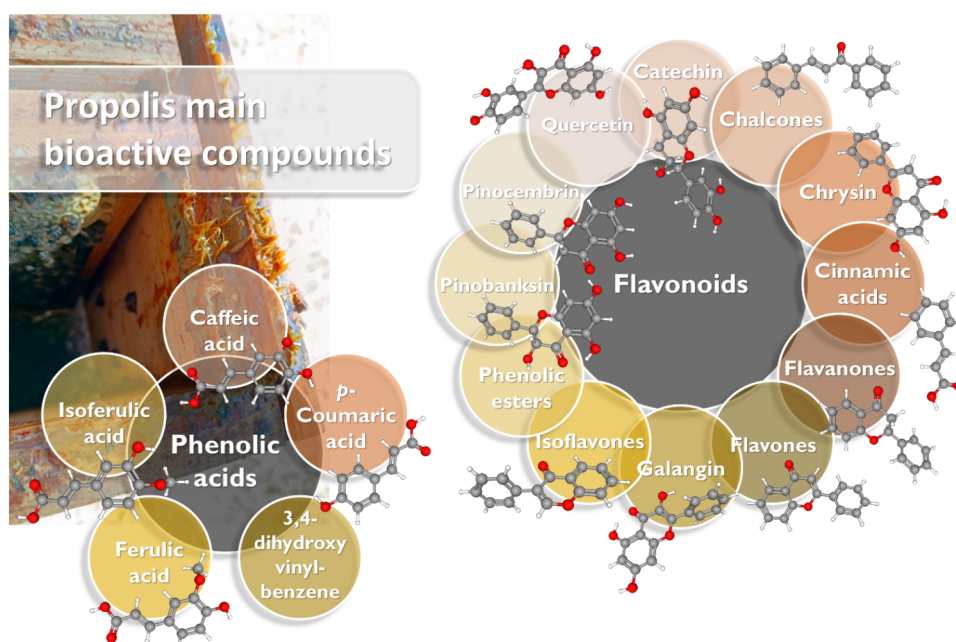 Propolis main
bioactive compounds
Caffeic
acid
Isoferulic
acid
p-
Coumaric
acid
Phenolic
acids
Ferulic
acid
3,4-
dihydroxy
vinyl-
benzene
Catechin
Quercetin
Chalcones
Pinocembrin
Chrysin
Pinobanksin
Flavonoids
Cinnamic
acids
Phenolic
esters
Flavanones
Isoflavones
Flavones
Galangin